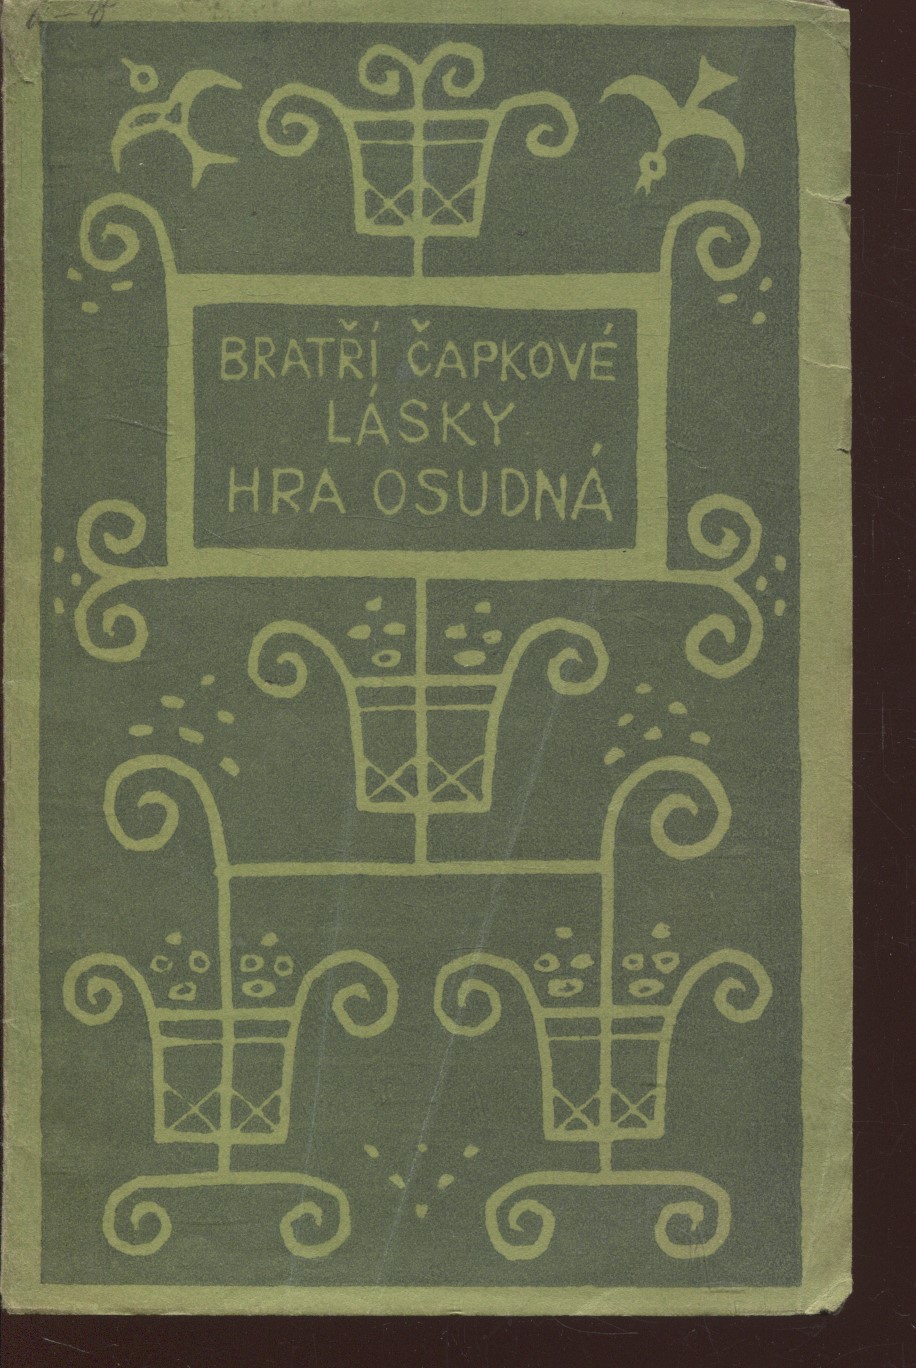 BRATŘÍ ČAPKOVÉ
LÁSKY
HRA OSUDNÁ